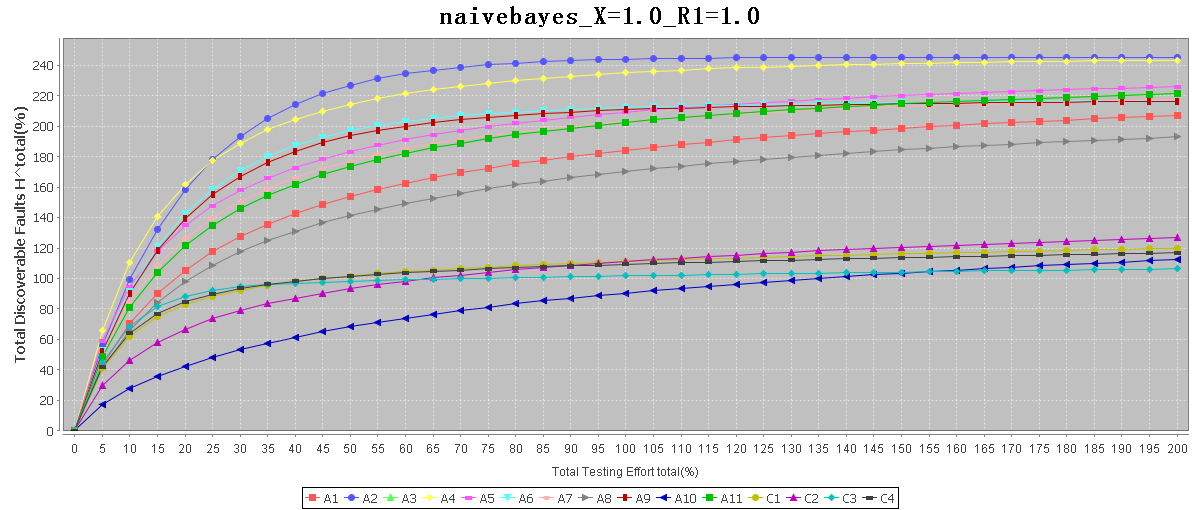 naivebayes_X=1.0_R1=1.0
Total Discoverable Faults H^total(%)
240
220
200
180
160
140
120
100
80
60
40
20
0
0 5 10 15 20 25 30 35 40 45 50 55 60 65 70 75 80 85 90 95 100 105 110 115 120 125 130 135 140 145 150 155 160 165 170 175 180 185 190 195 200
Total Testing Effort total(%)
A1 A2 A3 A4 A5 A6 A7 A8 A9 A10 A11 C1 C2 C3 C4